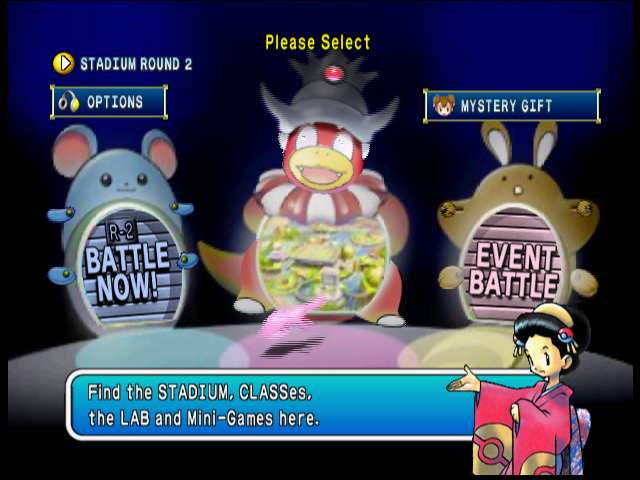 Please Select
STADIUM ROUND 2
OPTIONS
MYSTERY GIFT
R-2
BATTLE
NOW!
EVENT
BATTLE
Find the STADIUM, CLASSes,
the LAB and Mini-Games here.